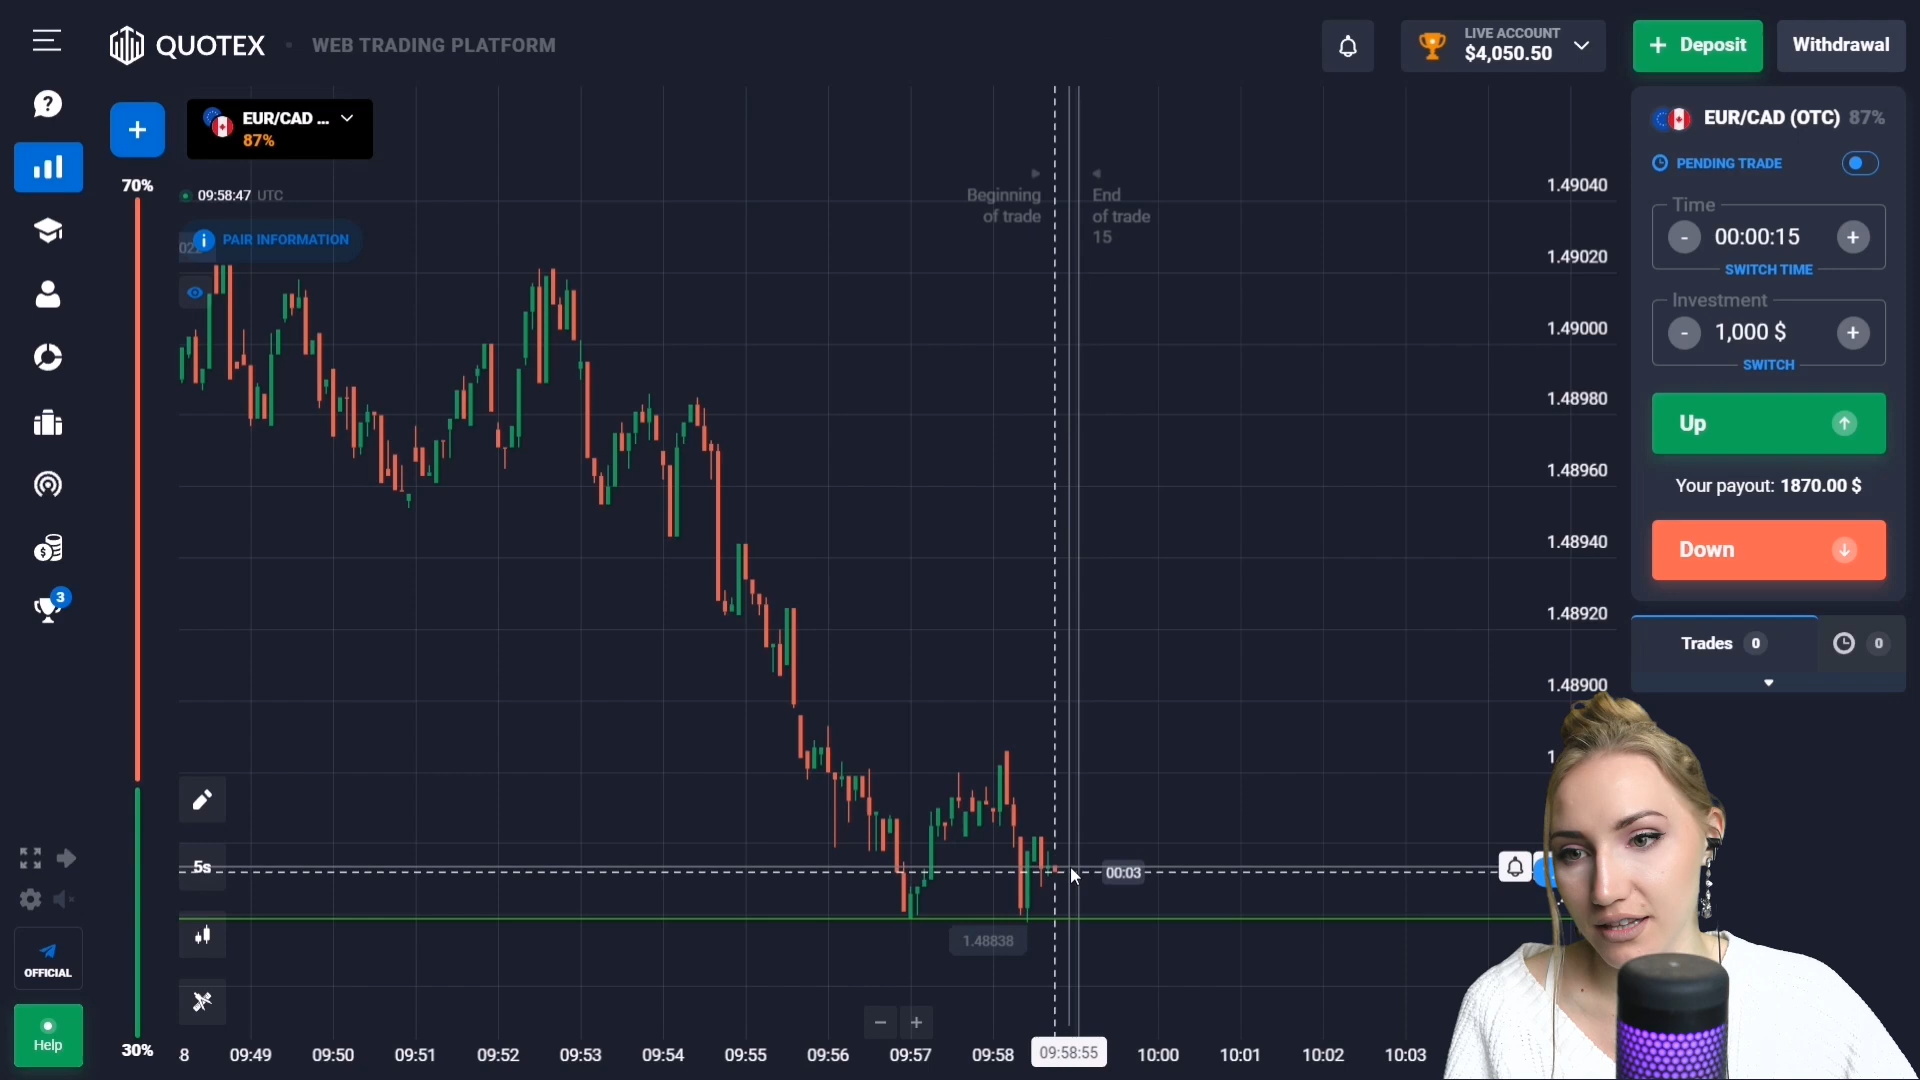 QUOTEX
WEB TRADING PLATFORM
LIVE ACCOUNT
$4,050.50
+ Deposit
Withdrawal
EUR/CAD ...
87%
EUR/CAD (OTC) 87%
PENDING TRADE
70%
09:58:47 UTC
PAIR INFORMATION
Beginning
of trade
End
of trade
15
1.49040
1.49020
1.49000
1.48980
1.48960
1.48940
1.48920
1.48900
Time
- 00:00:15 +
SWITCH TIME
Investment
- 1,000 $ +
SWITCH
Up
Your payout: 1870.00 $
Down
Trades 0
0
3
5s
00:03
1.48838
OFFICIAL
Help
30%
8
09:49
09:50
09:51
09:52
09:53
09:54
09:55
09:56
09:57
09:58
09:58:55
10:00
10:01
10:02
10:03